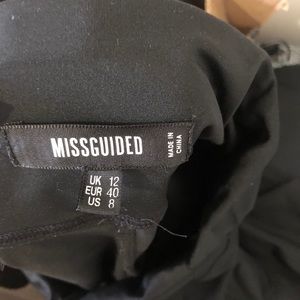 MISSGUIDED
MADE IN
CHINA
UK 12
EUR 40
US 8